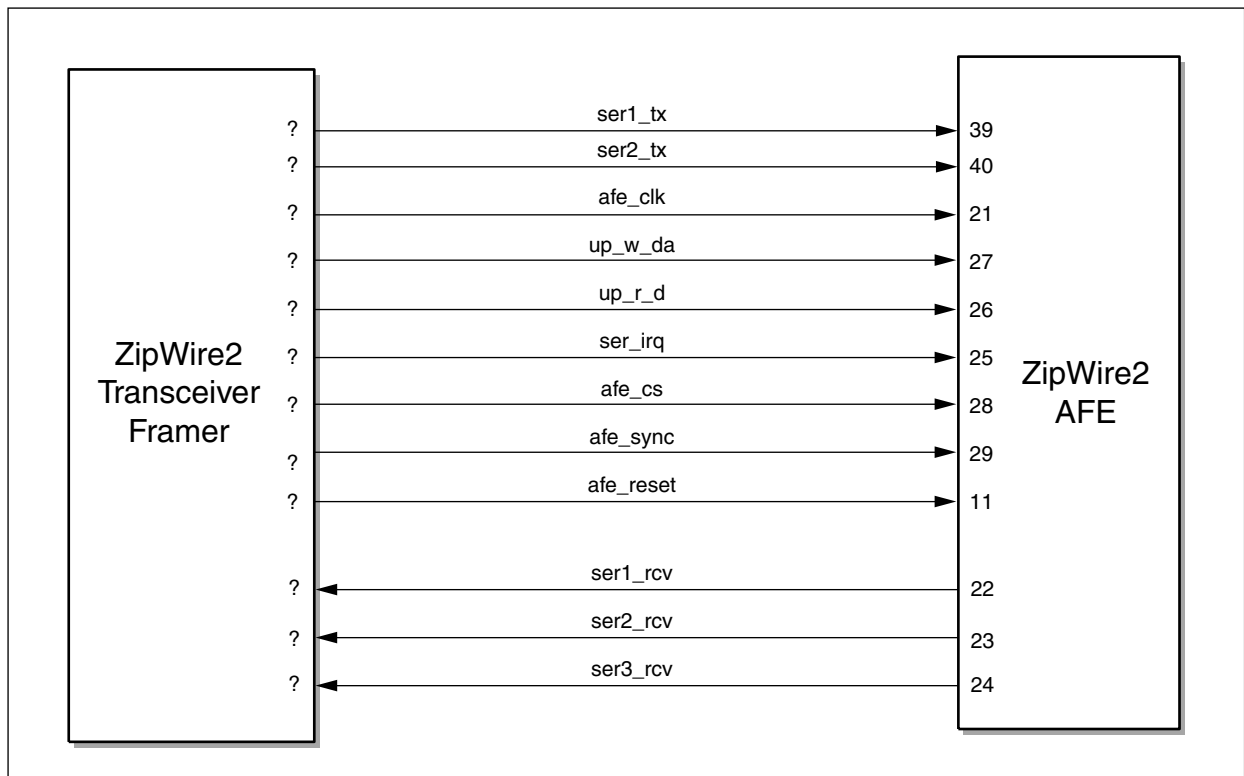 ? ser1_tx 39
? ser2_tx 40
? afe_clk 21
? up_w_da 27
? up_r_d 26
? ser_irq 25
? afe_cs 28
? afe_sync 29
? afe_reset 11
? ser1_rcv 22
? ser2_rcv 23
? ser3_rcv 24
ZipWire2
Transceiver
Framer
ZipWire2
AFE